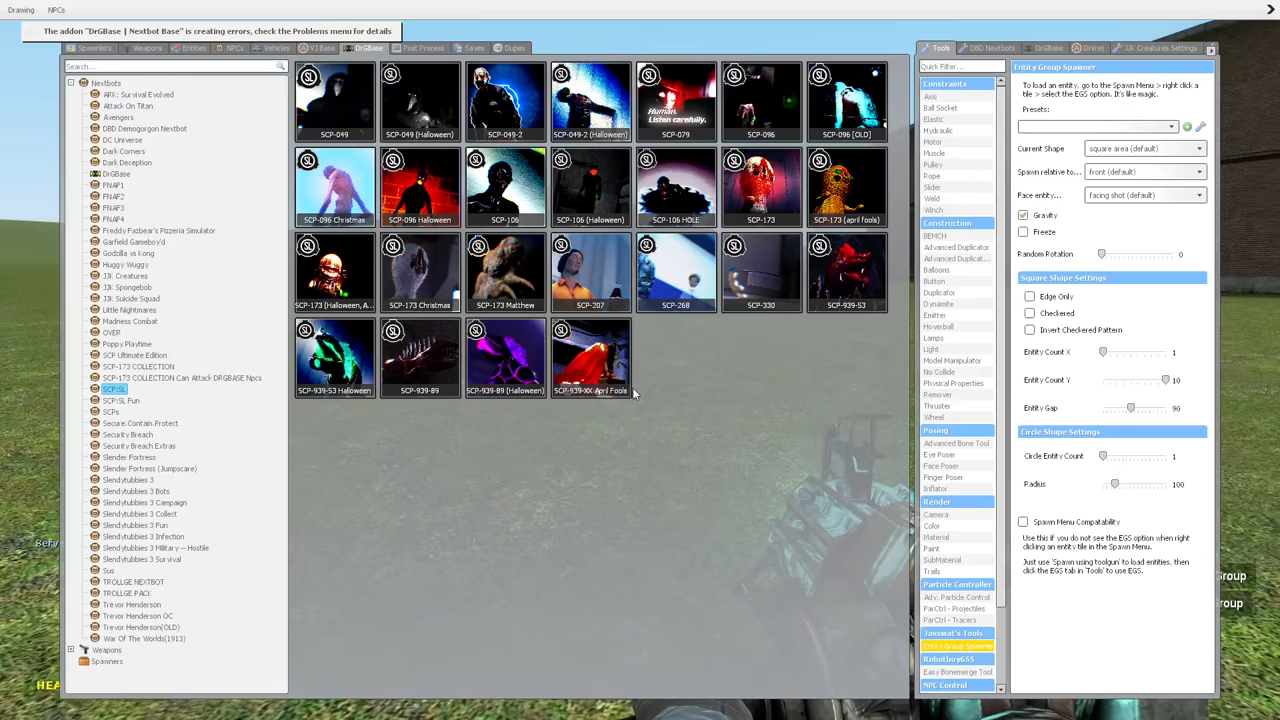 Drawing NPCs
The addon "DrGBase | Nextbot Base" is creating errors, check the Problems menu for details
Spawnlists Weapons Entities NPCs Vehicles VJ Base DrGBase Post Process Saves Dupes
Search...
Nextbots
ARK: Survival Evolved
Attack On Titan
Avengers
DBD Demogorgon Nextbot
DC Universe
Dark Corners
Dark Deception
DrGBase
FNAF1
FNAF2
FNAF3
FNAF4
Freddy Fazbear's Pizzeria Simulator
Garfield Gameboy'd
Godzilla vs Kong
Huggy Wuggy
JJK Creatures
JJK Spongebob
JJK Suicide Squad
Little Nightmares
Madness Combat
OVER
Poppy Playtime
SCP Ultimate Edition
SCP-173 COLLECTION
SCP-173 COLLECTION Can Attack DRGBASE Npcs
SCP:SL
SCP:SL Fun
SCPs
Secure.Contain.Protect
Security Breach
Security Breach Extras
Slender Fortress
Slender Fortress (Jumpscare)
Slendytubbies 3
Slendytubbies 3 Bots
Slendytubbies 3 Campaign
Slendytubbies 3 Collect
Slendytubbies 3 Fun
Slendytubbies 3 Infection
Slendytubbies 3 Military -- Hostile
Slendytubbies 3 Survival
Sus
TROLLGE NEXTBOT
TROLLGE PACK
Trevor Henderson
Trevor Henderson OC
Trevor Henderson(OLD)
War Of The Worlds(1913)
Weapons
Spawners
Human.
Listen carefully.
SCP-049 SCP-049 (Halloween) SCP-049-2 SCP-049-2 (Halloween) SCP-079 SCP-096 SCP-096 [OLD]
SCP-096 Christmas SCP-096 Halloween SCP-106 SCP-106 (Halloween) SCP-106 HOLE SCP-173 SCP-173 (april fools)
SCP-173 (Halloween, A... SCP-173 Christmas SCP-173 Matthew SCP-207 SCP-268 SCP-330 SCP-939-53
SCP-939-53 Halloween SCP-939-89 SCP-939-89 (Halloween) SCP-939-XX April Fools
Tools DBD Nextbots DrGBase JJK Creatures Settings
Quick Filter...
Constraints
Axis
Ball Socket
Elastic
Hydraulic
Motor
Muscle
Pulley
Rope
Slider
Weld
Winch
Construction
BEMCH
Advanced Duplicator
Advanced Duplicat...
Balloons
Button
Duplicator
Dynamite
Emitter
Hoverball
Lamps
Light
Model Manipulator
No Collide
Physical Properties
Remover
Thruster
Wheel
Posing
Advanced Bone Tool
Eye Poser
Face Poser
Finger Poser
Inflator
Render
Camera
Color
Material
Paint
SubMaterial
Trails
Particle Controller
Adv. Particle Control
ParCtrl - Projectiles
ParCtrl - Tracers
Jaxswat's Tools
Entity Group Spawner
Robotboy655
Easy Bonemerge Tool
NPC Control
Entity Group Spawner
To load an entity, go to the Spawn Menu > right click a
tile > select the EGS option. It's like magic.
Presets:
Current Shape square area (default)
Spawn relative to... front (default)
Face entity... facing shot (default)
Gravity
Freeze
Random Rotation 0
Square Shape Settings
Edge Only
Checkered
Invert Checkered Pattern
Entity Count X 1
Entity Count Y 10
Entity Gap 90
Circle Shape Settings
Circle Entity Count 1
Radius 100
Spawn Menu Compatability
Use this if you do not see the EGS option when right
clicking an entity tile in the Spawn Menu.
Just use 'Spawn using toolgun' to load entities, then
click the EGS tab in 'Tools' to use EGS.
Group
roup
Serv
HEA